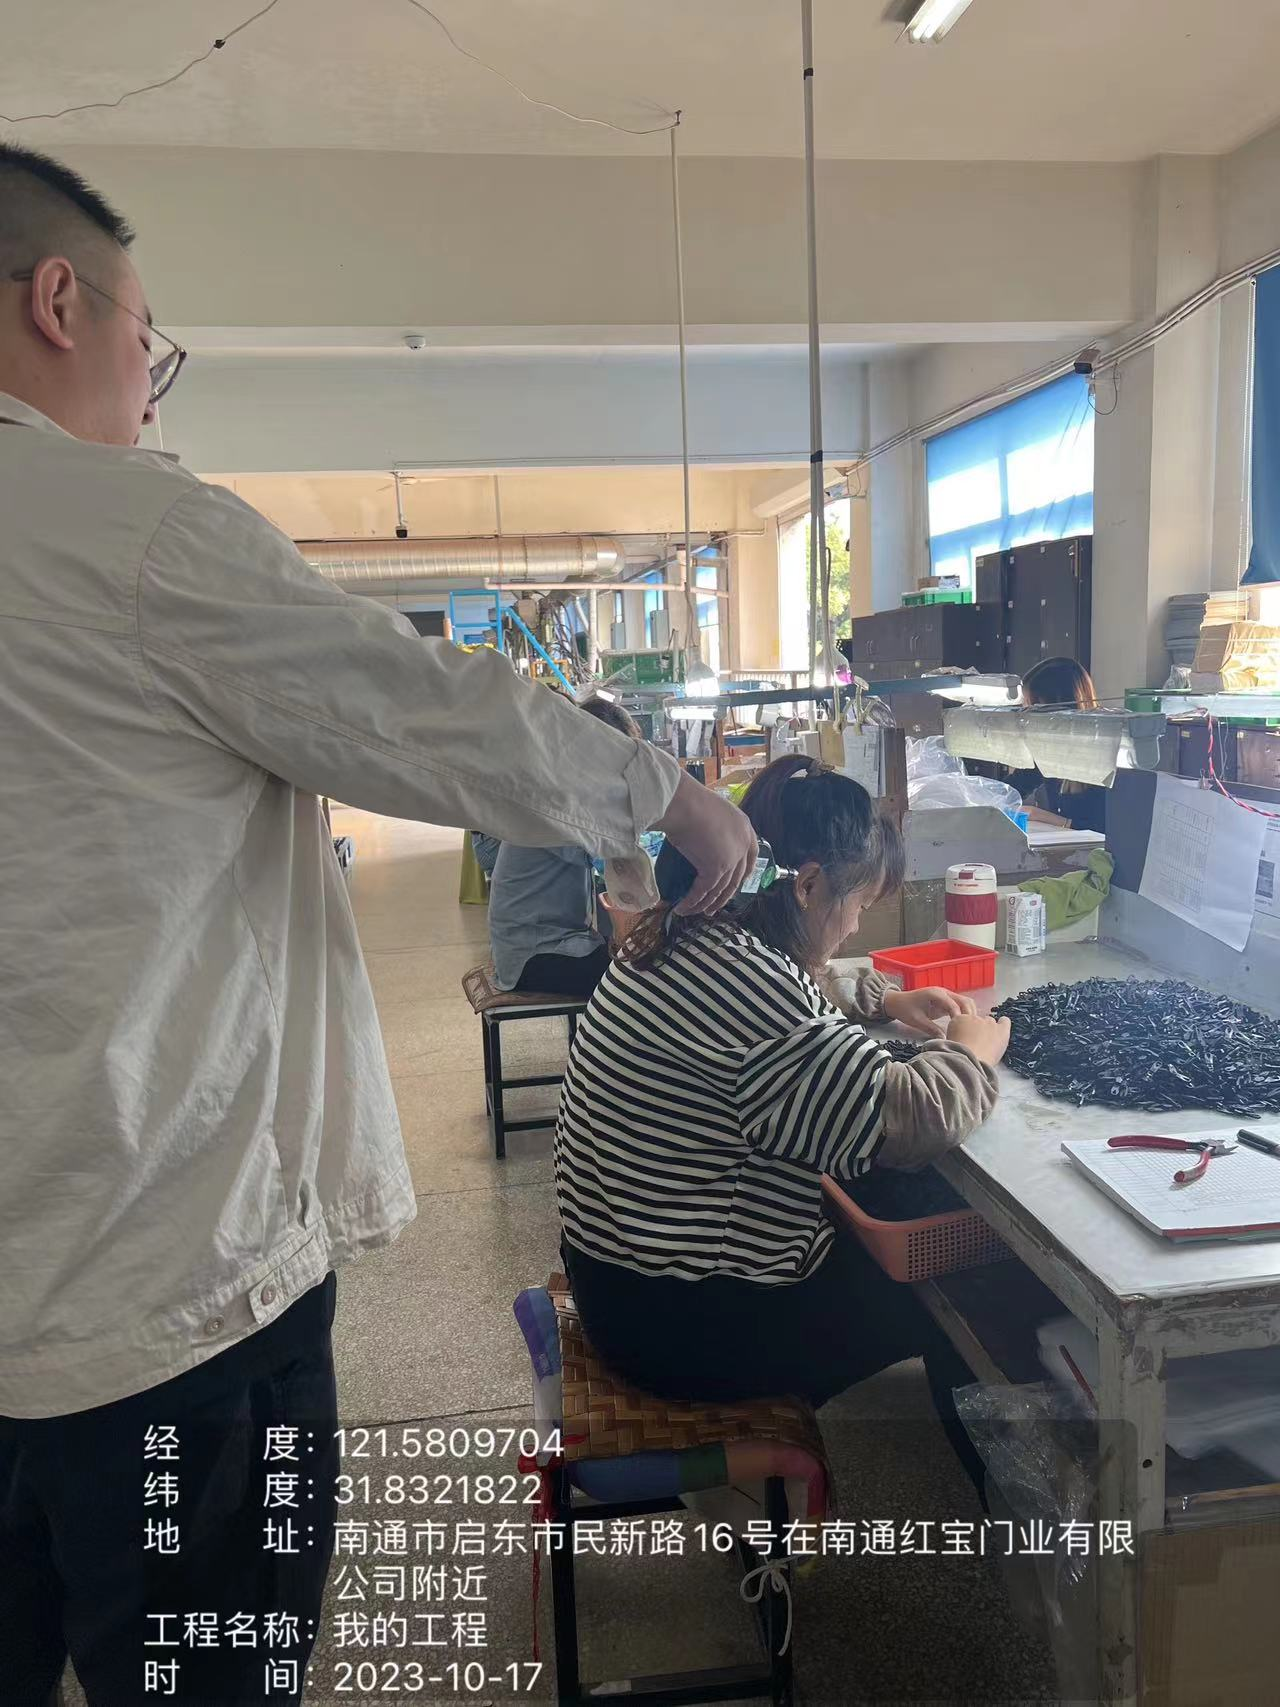 经 度：121.5809704
纬 度：31.8321822
地 址：南通市启东市民新路16号在南通红宝门业有限
公司附近
工程名称：我的工程
时 间：2023-10-17